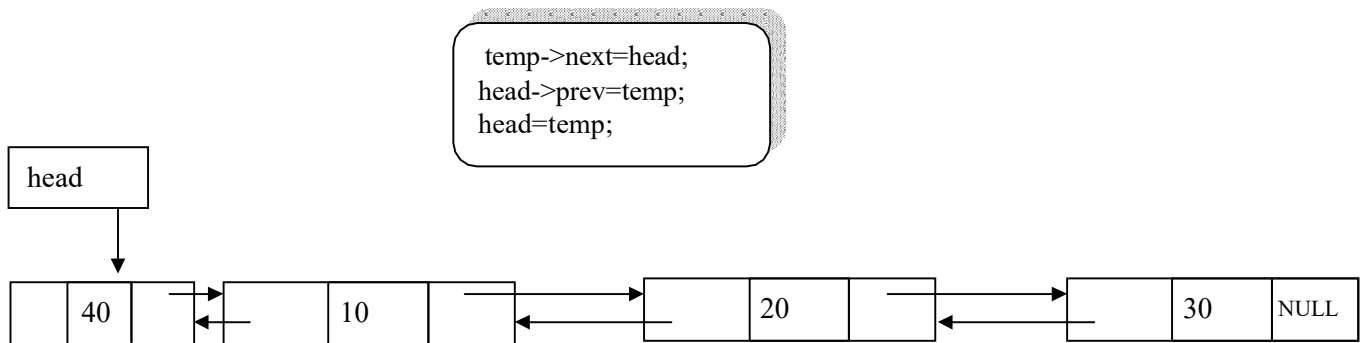 temp->next=head;
head->prev=temp;
head=temp;
head
40 10 20 30 NULL